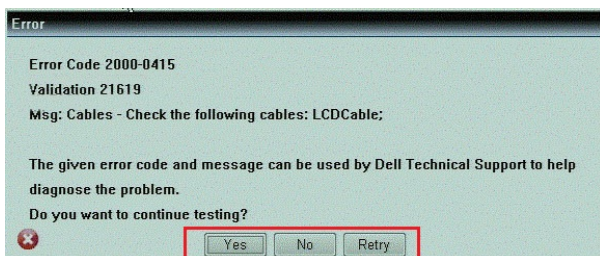 Error
Error Code 2000-0415
Validation 21619
Msg: Cables - Check the following cables: LCDCable;
The given error code and message can be used by Dell Technical Support to help
diagnose the problem.
Do you want to continue testing?
Yes No Retry